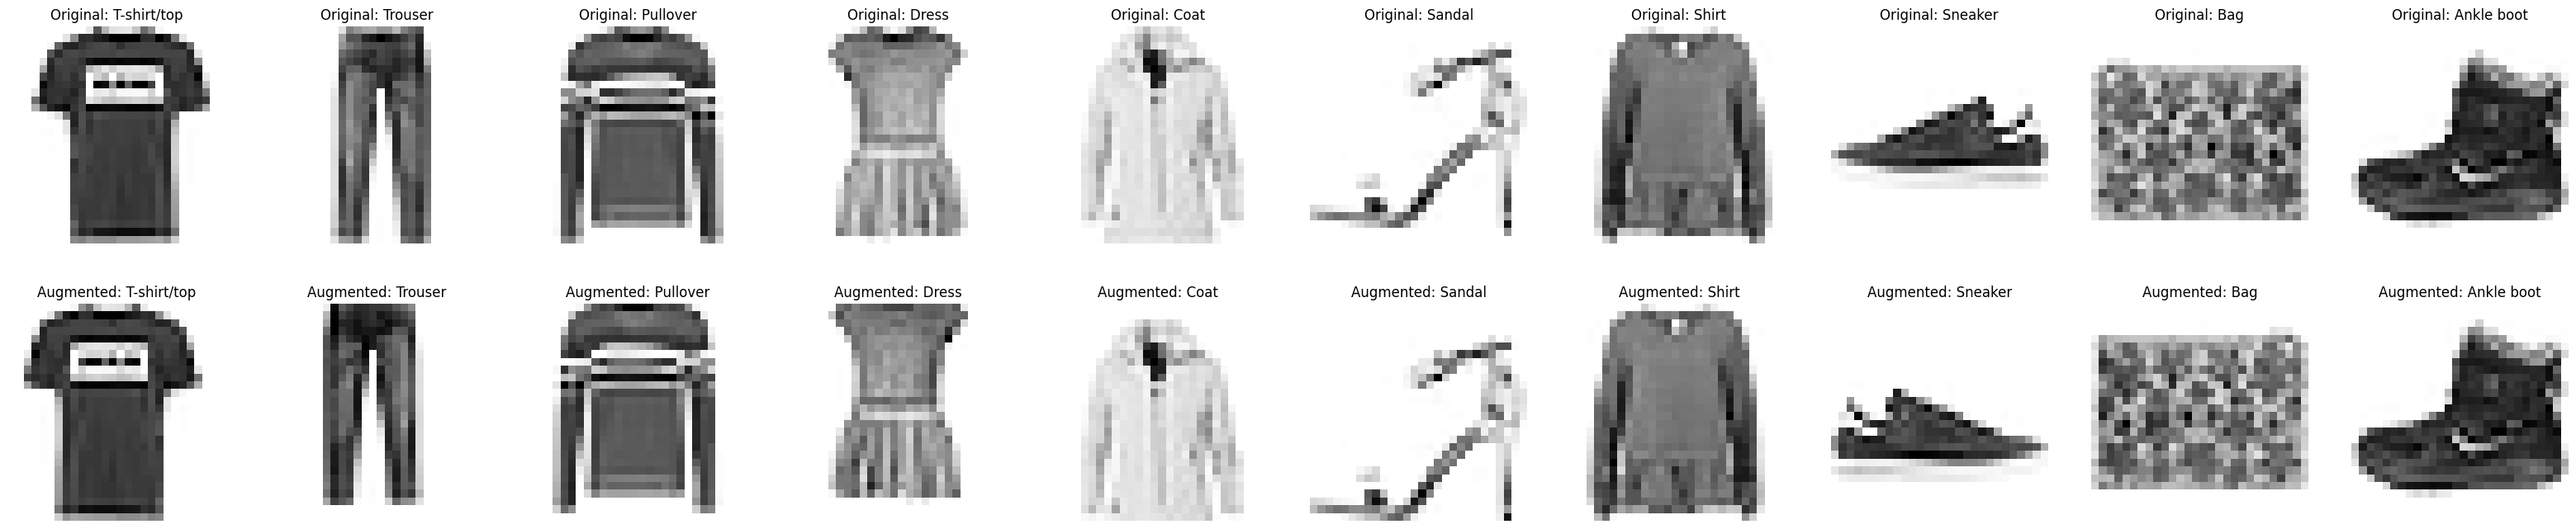 Original: T-shirt/top
Original: Trouser
Original: Pullover
Original: Dress
Original: Coat
Original: Sandal
Original: Shirt
Original: Sneaker
Original: Bag
Original: Ankle boot
Augmented: T-shirt/top
Augmented: Trouser
Augmented: Pullover
Augmented: Dress
Augmented: Coat
Augmented: Sandal
Augmented: Shirt
Augmented: Sneaker
Augmented: Bag
Augmented: Ankle boot